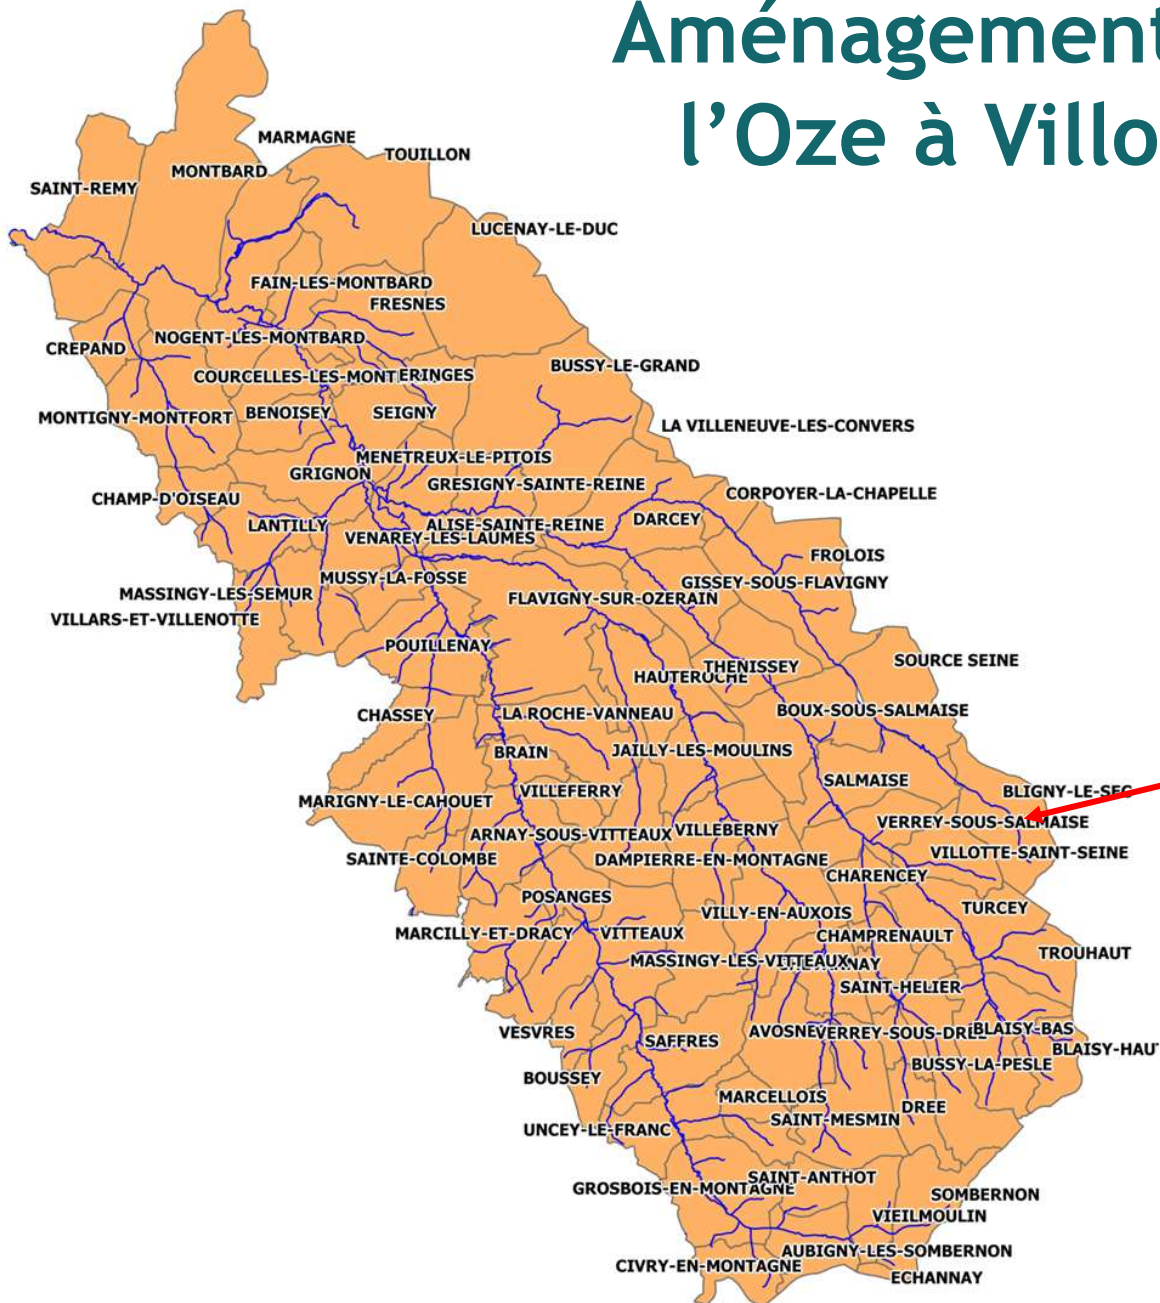 Aménagement
l’Oze à Villo
MARMAGNE
TOUILLON
MONTBARD
SAINT-REMY
LUCENAY-LE-DUC
FAIN-LES-MONTBARD
FRESNES
NOGENT-LES-MONTBARD
CREPAND
BUSSY-LE-GRAND
COURCELLES-LES-MONT
ERINGES
MONTIGNY-MONTFORT
BENOISEY
SEIGNY
LA VILLENEUVE-LES-CONVERS
MENETREUX-LE-PITOIS
GRIGNON
GRESIGNY-SAINTE-REINE
CORPOYER-LA-CHAPELLE
CHAMP-D'OISEAU
LANTILLY
ALISE-SAINTE-REINE
DARCEY
VENAREY-LES-LAUMES
FROLOIS
MUSSY-LA-FOSSE
GISSEY-SOUS-FLAVIGNY
MASSINGY-LES-SEMUR
FLAVIGNY-SUR-OZERAIN
VILLARS-ET-VILLENOTTE
POUILLENAY
SOURCE SEINE
THENISSEY
HAUTEROCHE
CHASSEY
LA ROCHE-VANNEAU
BOUX-SOUS-SALMAISE
BRAIN
JAILLY-LES-MOULINS
SALMAISE
VILLEFERRY
BLIGNY-LE-SEC
MARIGNY-LE-CAHOUET
VERREY-SOUS-SALMAISE
ARNAY-SOUS-VITTEAUX
VILLEBERNY
SAINTE-COLOMBE
DAMPIERRE-EN-MONTAGNE
VILLOTTE-SAINT-SEINE
CHARENCEY
POSANGES
VILLY-EN-AUXOIS
TURCEY
MARCILLY-ET-DRACY
VITTEAUX
CHAMPRENAULT
TROUHAUT
MASSINGY-LES-VITTEAUX
NAY
SAINT-HELIER
VESVRES
SAFFRES
AVOSNE
VERREY-SOUS-DRE
BLAISY-BAS
BLAISY-HAUT
BUSSY-LA-PESLE
BOUSSEY
MARCELLOIS
DREE
SAINT-MESMIN
UNCEY-LE-FRANC
SAINT-ANTHOT
GROSBOIS-EN-MONTAGNE
SOMBERNON
VIEILMOULIN
AUBIGNY-LES-SOMBERNON
CIVRY-EN-MONTAGNE
ECHANNAY